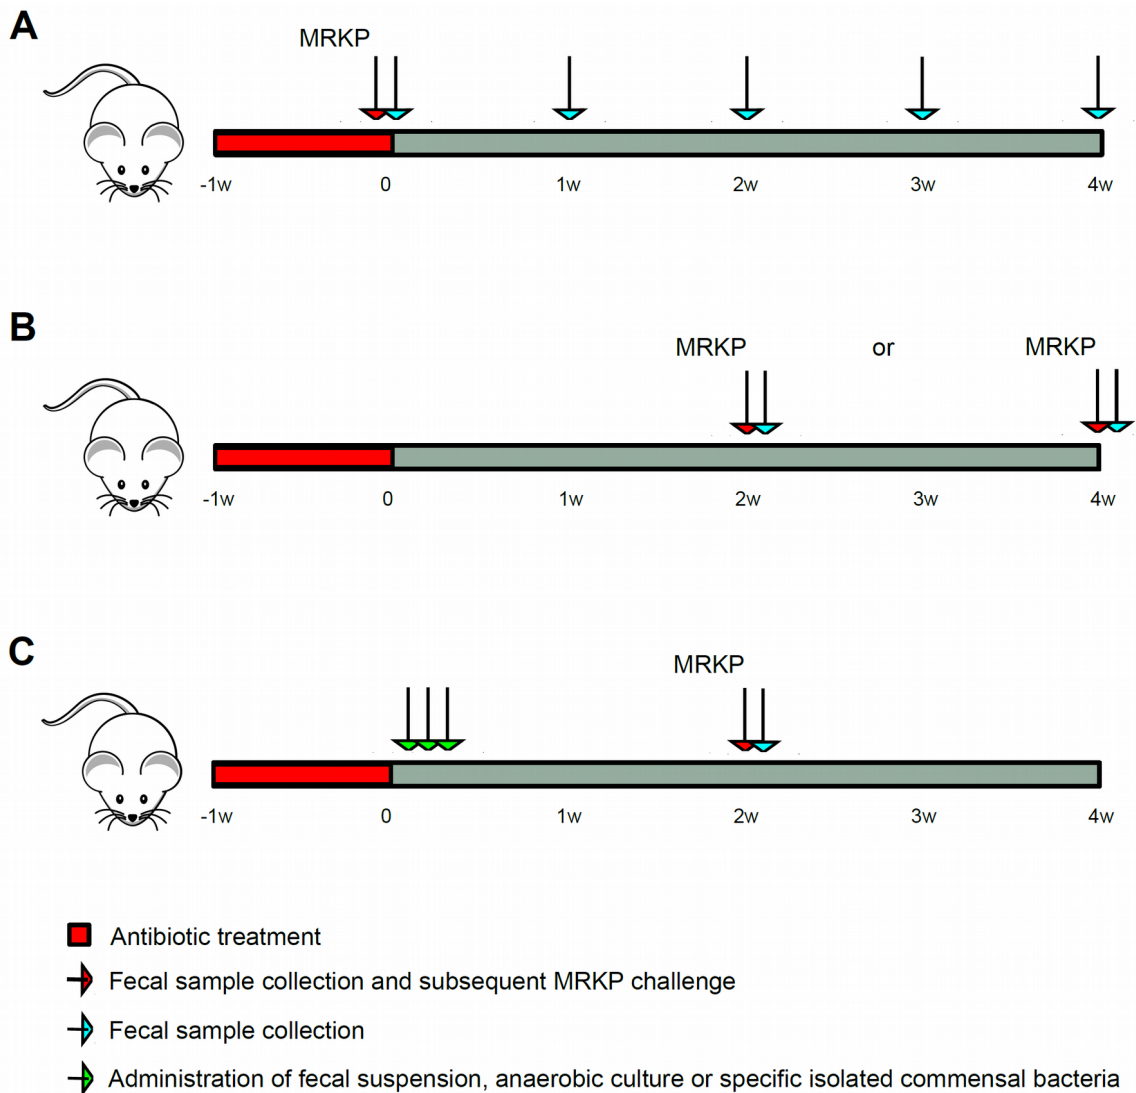 A
MRKP
-1w 0 1w 2w 3w 4w
B
MRKP or MRKP
-1w 0 1w 2w 3w 4w
C
MRKP
-1w 0 1w 2w 3w 4w
Antibiotic treatment
Fecal sample collection and subsequent MRKP challenge
Fecal sample collection
Administration of fecal suspension, anaerobic culture or specific isolated commensal bacteria